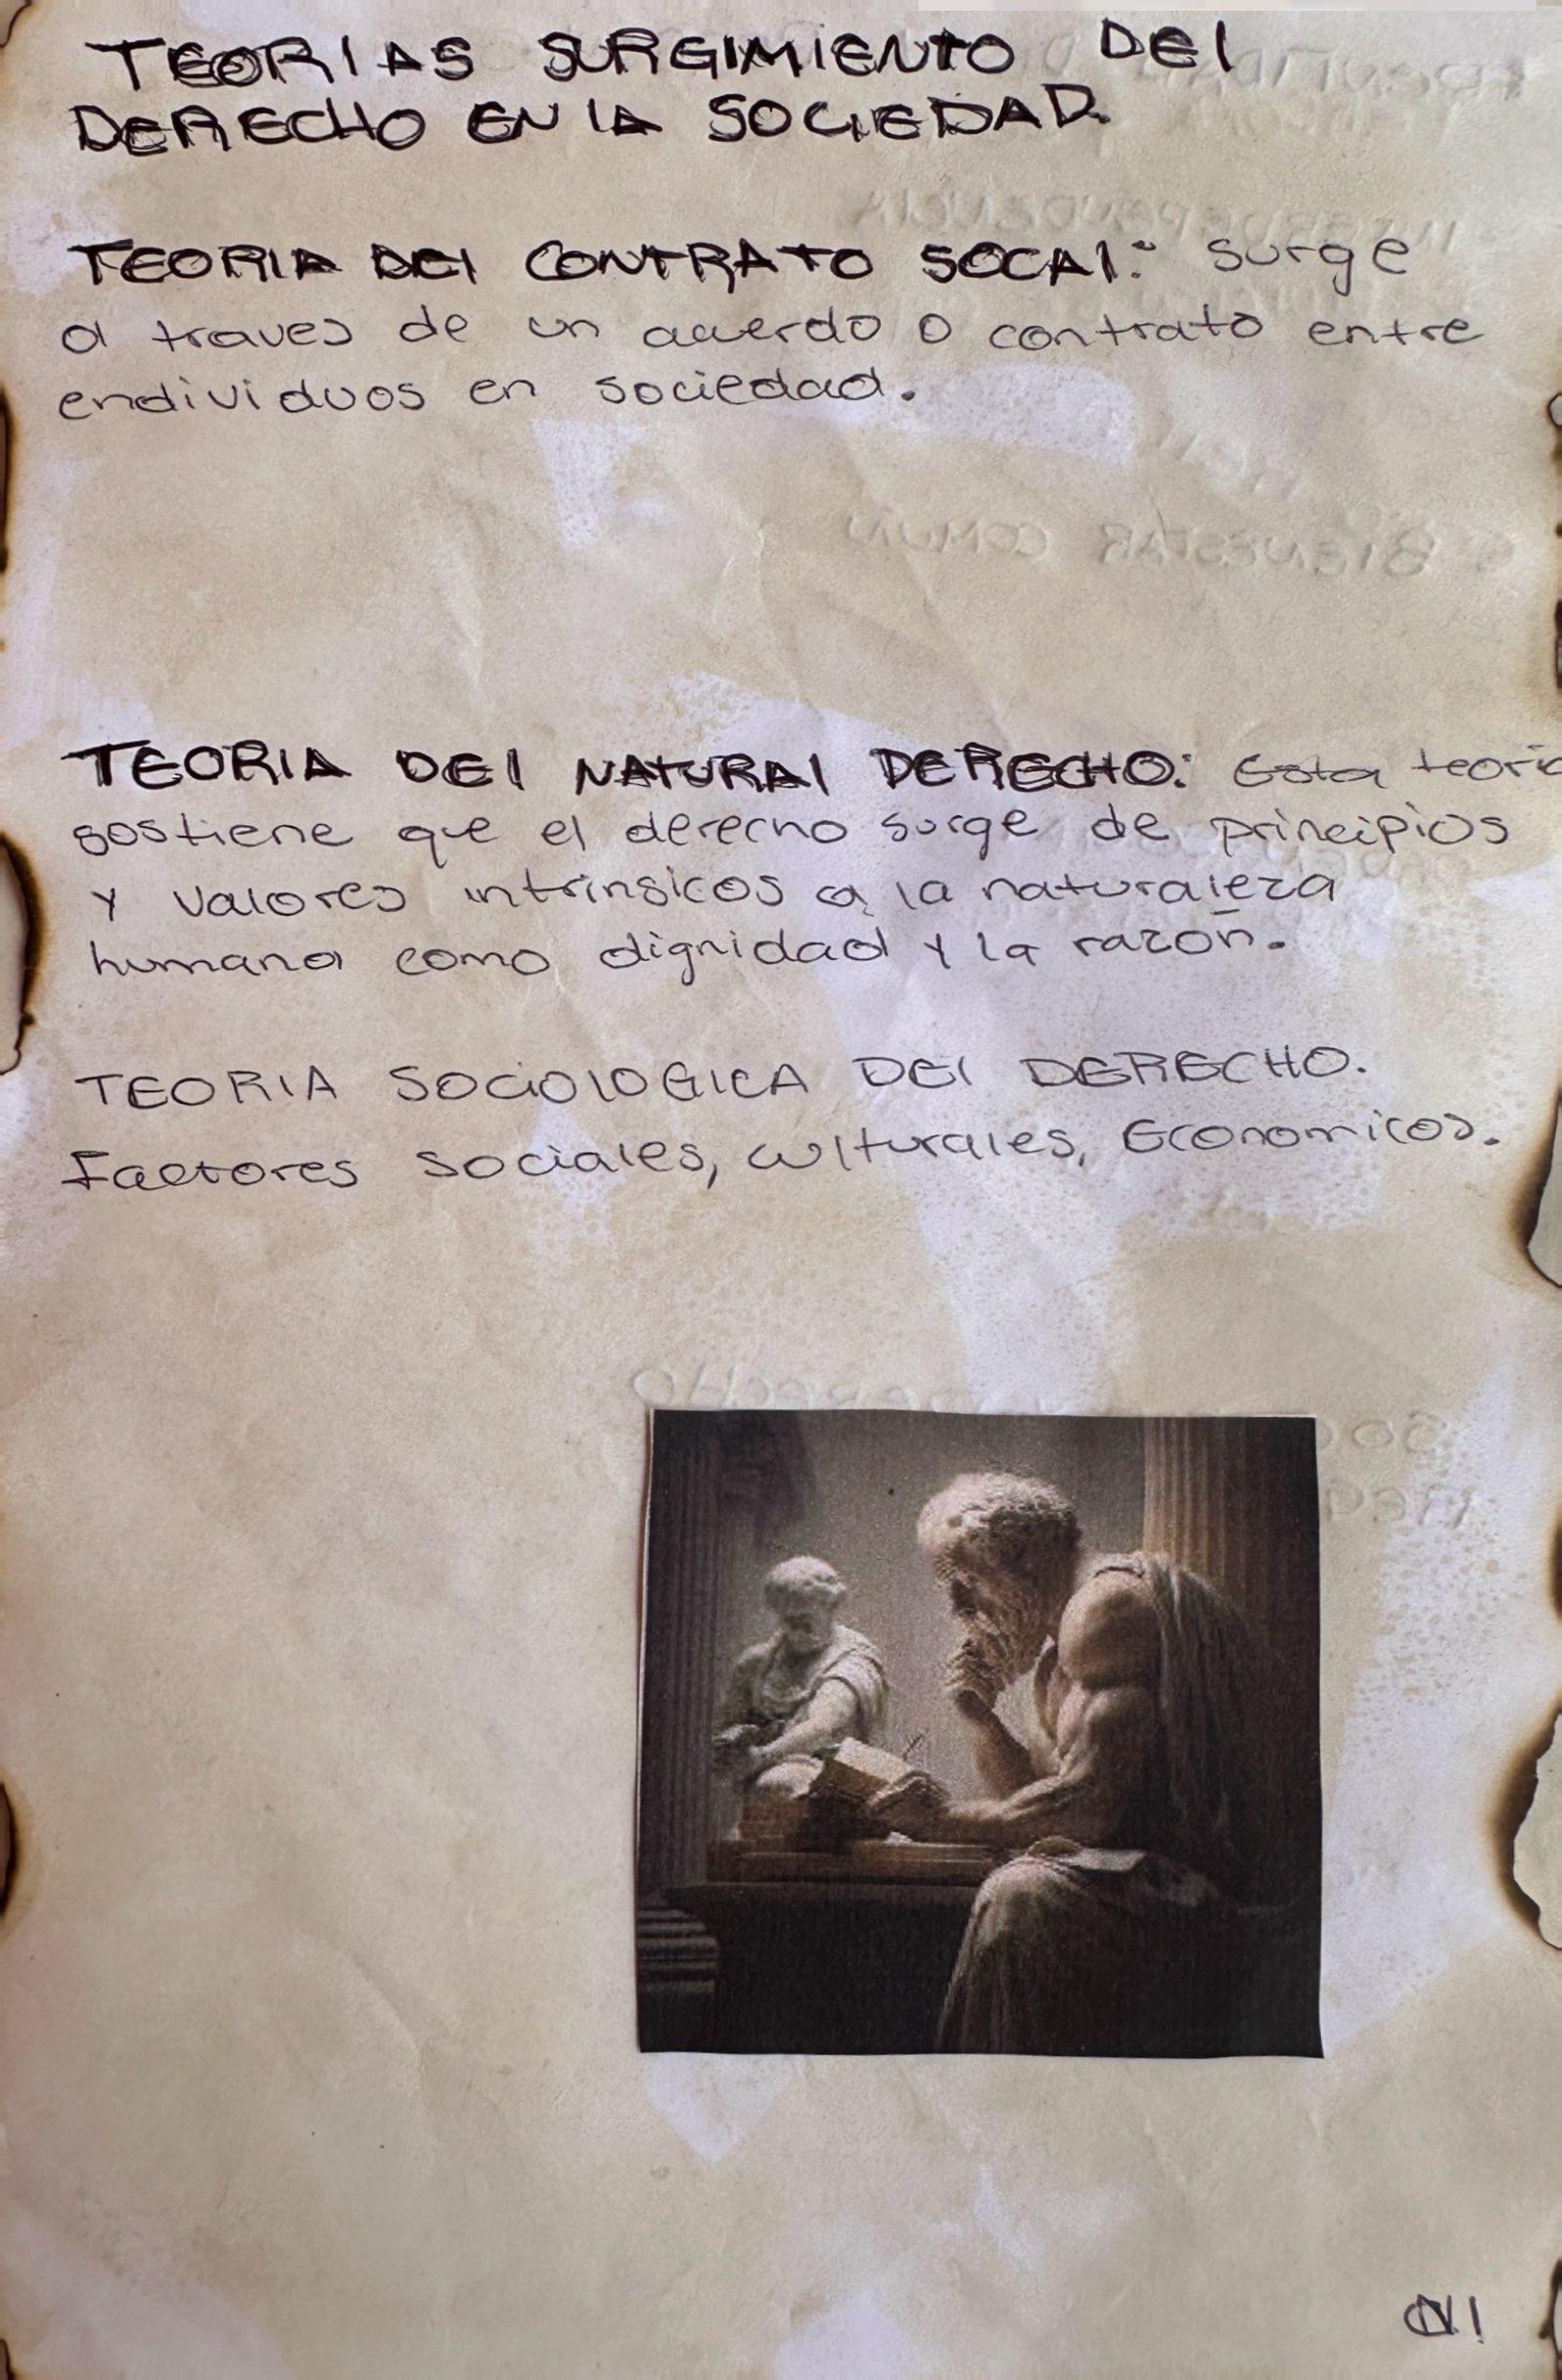 TEORIAS SURGIMIENTO DEl
DERECHO EN lA SOCIEDAD.
TEORIA DEl CONTRATO SOCAl: Surge
a traves de un acuerdo o contrato entre
endividuos en sociedad.
TEORIA DEl NATURAl DERECHO: Esta teoria
sostiene que el derecho surge de principios
y valores intrinsicos a la naturaleza
humana como dignidad y la razón.
TEORIA SOCIOlOGICA DEl DERECHO.
Factores sociales, culturales, Economicos.